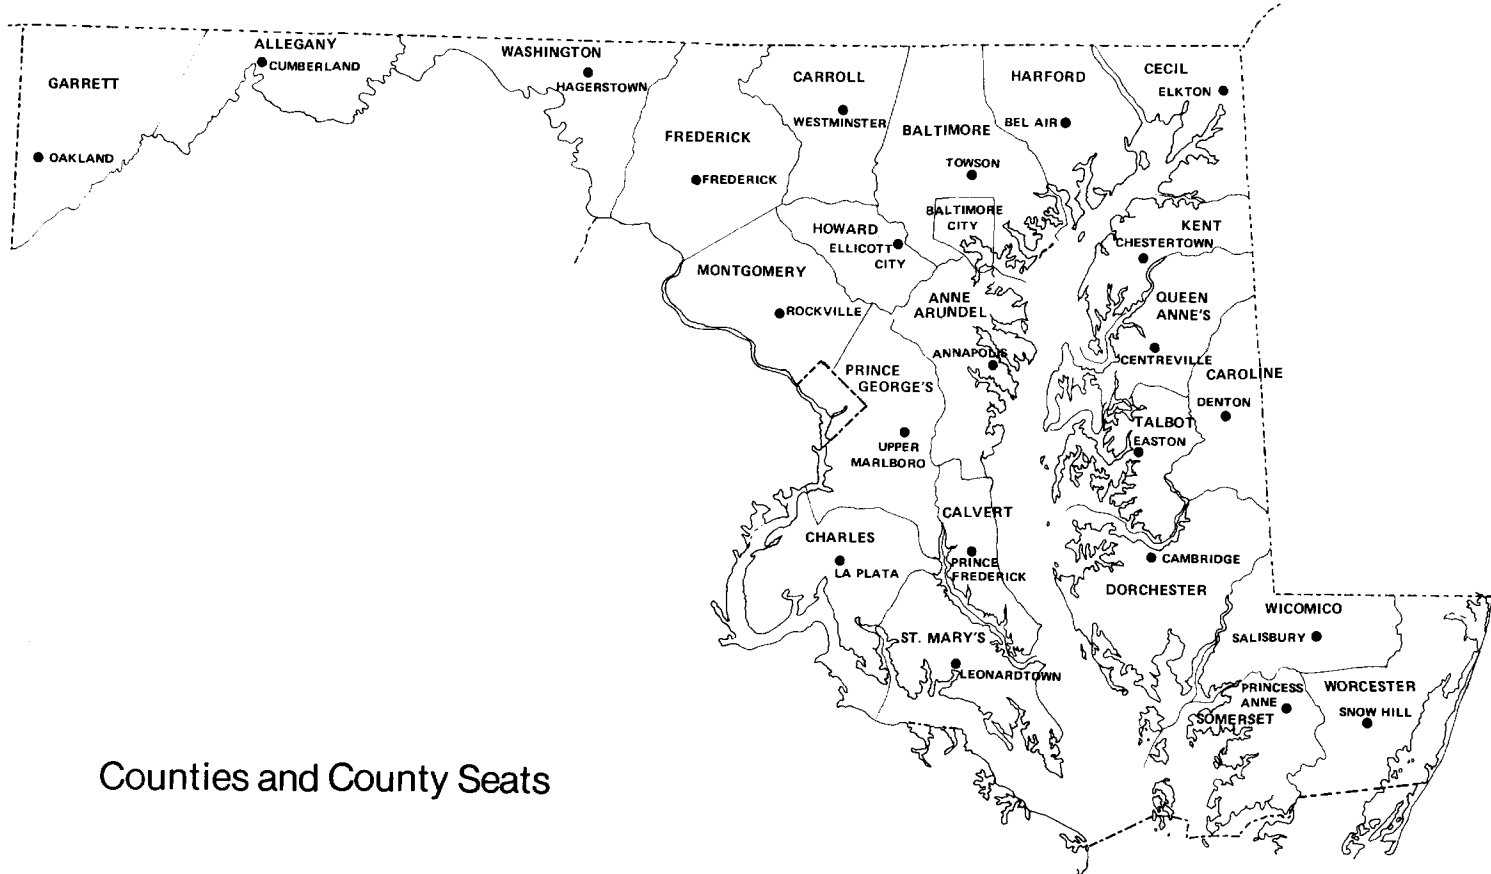 ALLEGANY
CUMBERLAND
GARRETT
OAKLAND
WASHINGTON
HAGERSTOWN
FREDERICK
FREDERICK
CARROLL
WESTMINSTER
BALTIMORE
TOWSON
BALTIMORE
CITY
HARFORD
BEL AIR
CECIL
ELKTON
KENT
CHESTERTOWN
HOWARD
ELLICOTT
CITY
MONTGOMERY
ROCKVILLE
ANNE
ARUNDEL
ANNAPOLIS
QUEEN
ANNE'S
CENTREVILLE
CAROLINE
DENTON
PRINCE
GEORGE'S
UPPER
MARLBORO
TALBOT
EASTON
CALVERT
PRINCE
FREDERICK
CHARLES
LA PLATA
CAMBRIDGE
DORCHESTER
ST. MARY'S
LEONARDTOWN
WICOMICO
SALISBURY
PRINCESS
ANNE
SOMERSET
WORCESTER
SNOW HILL
Counties and County Seats